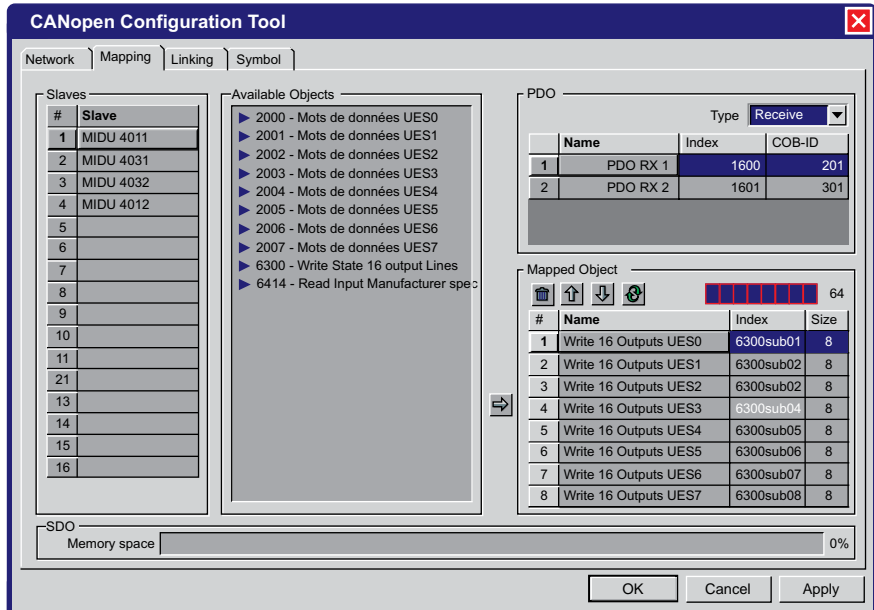 CANopen Configuration Tool
Network Mapping Linking Symbol
Slaves
# Slave
1 MIDU 4011
2 MIDU 4031
3 MIDU 4032
4 MIDU 4012
5
6
7
8
9
10
11
21
13
14
15
16
Available Objects
2000 - Mots de données UES0
2001 - Mots de données UES1
2002 - Mots de données UES2
2003 - Mots de données UES3
2004 - Mots de données UES4
2005 - Mots de données UES5
2006 - Mots de données UES6
2007 - Mots de données UES7
6300 - Write State 16 output Lines
6414 - Read Input Manufacturer spec
PDO
Type Receive
Name Index COB-ID
1 PDO RX 1 1600 201
2 PDO RX 2 1601 301
Mapped Object
64
# Name Index Size
1 Write 16 Outputs UES0 6300sub01 8
2 Write 16 Outputs UES1 6300sub02 8
3 Write 16 Outputs UES2 6300sub02 8
4 Write 16 Outputs UES3 6300sub04 8
5 Write 16 Outputs UES4 6300sub05 8
6 Write 16 Outputs UES5 6300sub06 8
7 Write 16 Outputs UES6 6300sub07 8
8 Write 16 Outputs UES7 6300sub08 8
SDO
Memory space 0%
OK Cancel Apply